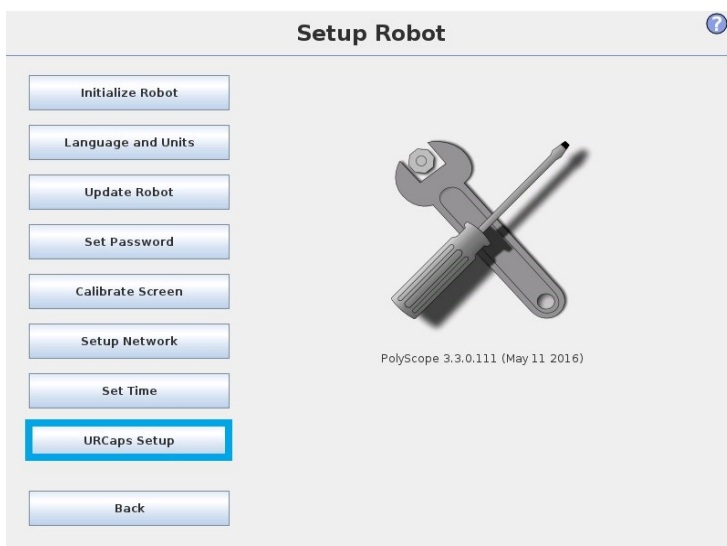 Setup Robot
?
Initialize Robot
Language and Units
Update Robot
Set Password
Calibrate Screen
Setup Network
Set Time
URCaps Setup
Back
PolyScope 3.3.0.111 (May 11 2016)